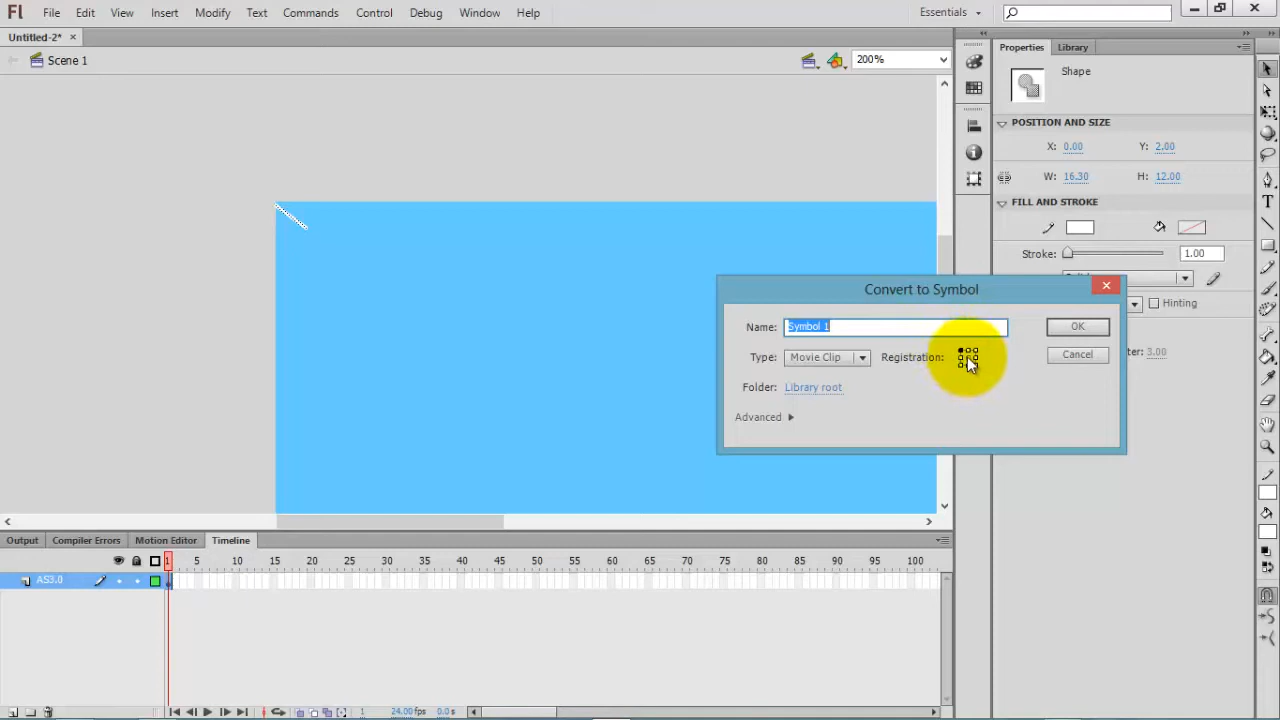 Fl File Edit View Insert Modify Text Commands Control Debug Window Help Essentials
Untitled-2* ×
Scene 1
200%
Properties Library
Shape
POSITION AND SIZE
X: 0.00 Y: 2.00
W: 16.30 H: 12.00
FILL AND STROKE
Stroke: 1.00
Hinting
ter: 3.00
Convert to Symbol
Name: Symbol 1 OK
Type: Movie Clip Registration: Cancel
Folder: Library root
Advanced
Output Compiler Errors Motion Editor Timeline
1 5 10 15 20 25 30 35 40 45 50 55 60 65 70 75 80 85 90 95 100
AS3.0
1 24.00 fps 0.0 s